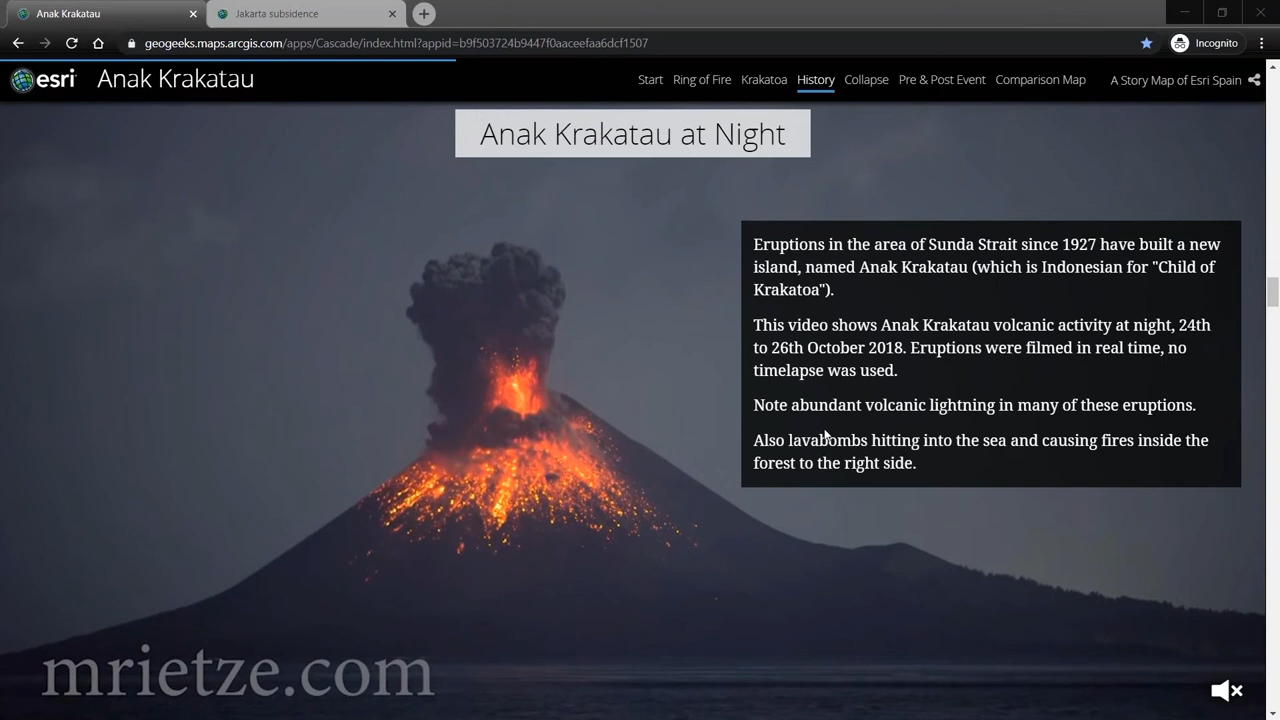 Anak Krakatau
Jakarta subsidence
geogeeks.maps.arcgis.com/apps/Cascade/index.html?appid=b9f503724b9447f0aaceefaa6dcf1507
Incognito
esri
Anak Krakatau
Start Ring of Fire Krakatoa History Collapse Pre & Post Event Comparison Map
A Story Map of Esri Spain
Anak Krakatau at Night
Eruptions in the area of Sunda Strait since 1927 have built a new
island, named Anak Krakatau (which is Indonesian for "Child of
Krakatoa").
This video shows Anak Krakatau volcanic activity at night, 24th
to 26th October 2018. Eruptions were filmed in real time, no
timelapse was used.
Note abundant volcanic lightning in many of these eruptions.
Also lavabombs hitting into the sea and causing fires inside the
forest to the right side.
mrietze.com